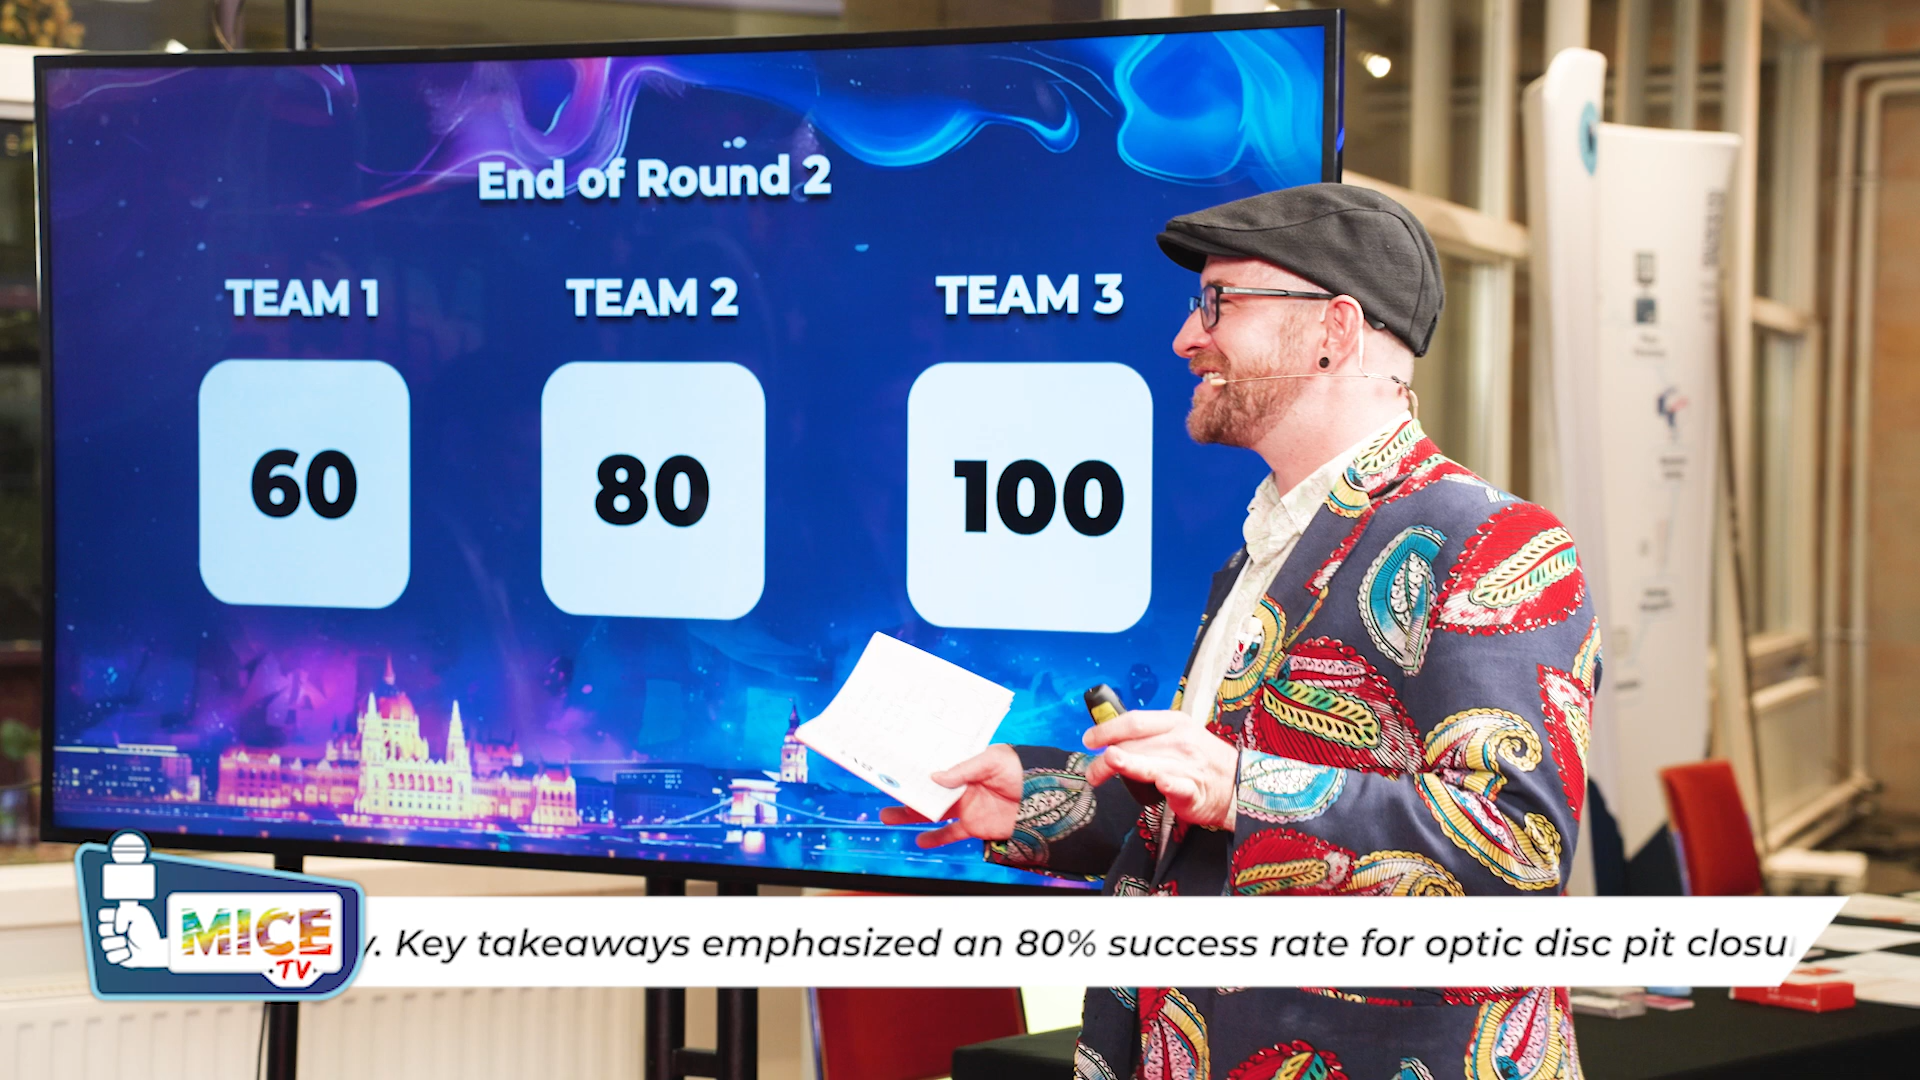 End of Round 2
TEAM 1
TEAM 2
TEAM 3
60
80
100
MICE
TV
y. Key takeaways emphasized an 80% success rate for optic disc pit closu